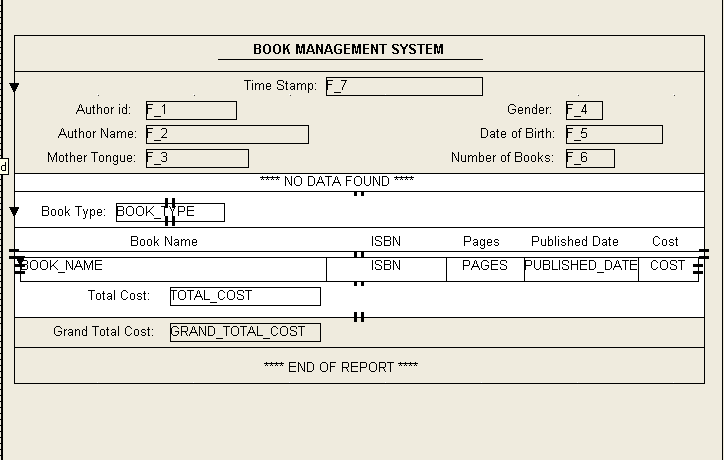 BOOK MANAGEMENT SYSTEM
Time Stamp: F_7
Author id: F_1 Gender: F_4
Author Name: F_2 Date of Birth: F_5
Mother Tongue: F_3 Number of Books: F_6
d
**** NO DATA FOUND ****
Book Type: BOOK_TYPE
Book Name ISBN Pages Published Date Cost
BOOK_NAME ISBN PAGES PUBLISHED_DATE COST
Total Cost: TOTAL_COST
Grand Total Cost: GRAND_TOTAL_COST
**** END OF REPORT ****